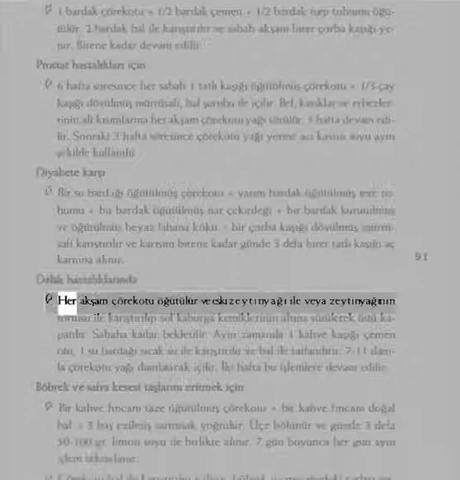 1 bardak çörekotu + 1/2 bardak çemen + 1/2 bardak turp tohumu öğü-
tülür. 2 bardak bal ile karıştırılır ve sabah akşam birer çorba kaşığı ye-
nir. Bitene kadar devam edilir.
Prostat hastalıkları için
6 hafta süresince her sabah 1 tatlı kaşığı öğütülmüş çörekotu + 1/3 çay
kaşığı dövülmüş mürrüsafi, bal şurubu ile içilir. Bel, kasıklar ve
rinin alt kısımlarına her akşam çörekotu yağı sürülür. 3 hafta devam edi-
lir. Sonraki 3 hafta süresince çörekotu yağı yerine acı kavun suyu aynı
şekilde kullanılır.
Diyabete karşı
Bir su bardağı öğütülmüş çörekotu + yarım bardak öğütülmüş tere to-
humu + bir bardak öğütülmüş nar çekirdeği + bir bardak kurutulmuş
ve öğütülmüş beyaz lahana kökü + bir çorba kaşığı dövülmüş mürrü-
safi karıştırılır ve karışım bitene kadar günde 3 defa birer tatlı kaşığı aç
karnına alınır.
91
Dalak hastalıklarında
Her akşam çörekotu öğütülür ve eski zeytinyağı ile veya zeytinyağının
tortusu ile karıştırılıp sol kaburga kemiklerinin altına sürülerek üstü ka-
patılır. Sabaha kadar bekletilir. Aynı zamanda 1 kahve kaşığı çemen
otu, 1 su bardağı sıcak su ile karıştırılır ve bal ile tatlandırılır. 7-11 dam-
la çörekotu yağı damlatılarak içilir. İki hafta bu işlemlere devam edilir.
Böbrek ve safra kesesi taşlarını eritmek için
Bir kahve fincanı taze öğütülmüş çörekotu + bir kahve fincanı doğal
bal + 3 baş ezilmiş sarımsak yoğrulur. Üçe bölünür ve günde 3 defa
50-100 gr. limon suyu ile birlikte alınır. 7 gün boyunca her gün aynı
işlem tekrarlanır.